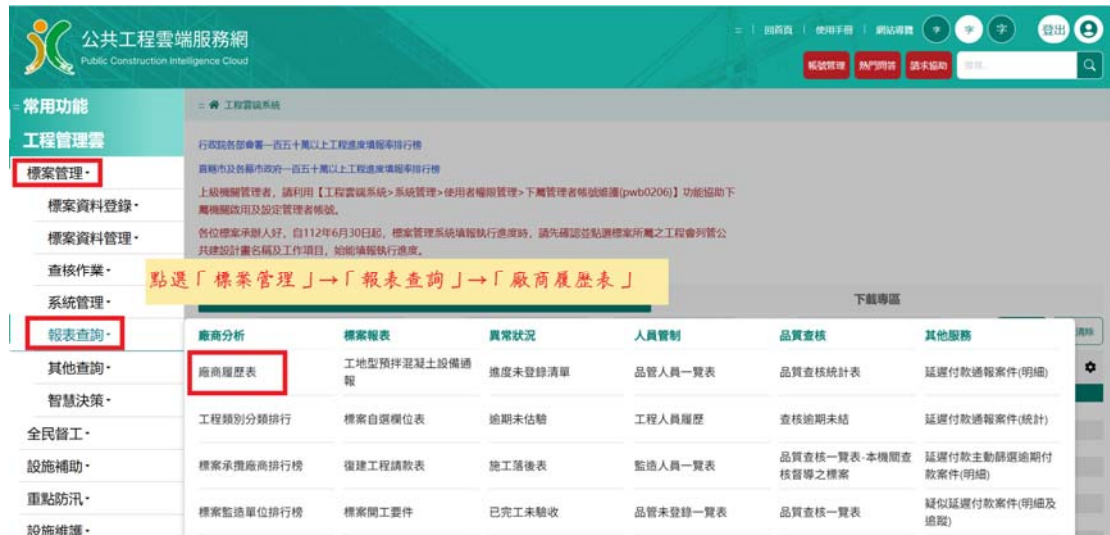 公共工程雲端服務網
Public Construction Intelligence Cloud
回首頁 | 使用手冊 | 網站導覽
字 字 字
登出
帳號管理 熱門問答 請求協助
常用功能
工程雲端系統
工程管理雲
行政院各部會署一百五十萬以上工程進度填報率排行榜
直轄市及各縣市政府一百五十萬以上工程進度填報率排行榜
標案管理
上級機關管理者，請利用【工程雲端系統>系統管理>使用者權限管理>下屬管理者帳號維護(pwb0206)】功能協助下
屬機關啟用及設定管理者帳號。
標案資料登錄
各位標案承辦人好，自112年6月30日起，標案管理系統填報執行進度時，請先確認並點選標案所屬之工程會列管公
共建設計畫名稱及工作項目，始能填報執行進度。
標案資料管理
查核作業
點選「標案管理」→「報表查詢」→「廠商履歷表」
系統管理
下載專區
報表查詢
清除
廠商分析 標案報表 異常狀況 人員管制 品質查核 其他服務
其他查詢
廠商履歷表 工地型預拌混凝土設備通報 進度未登錄清單 品管人員一覽表 品質查核統計表 延遲付款通報案件(明細)
智慧決策
工程類別分類排行 標案自選欄位表 逾期未估驗 工程人員履歷 查核逾期未結 延遲付款通報案件(統計)
全民督工
設施補助
標案承攬廠商排行榜 復建工程請款表 施工落後表 監造人員一覽表 品質查核一覽表-本機關查核督導之標案 延遲付款主動篩選逾期付款案件(明細)
重點防汛
標案監造單位排行榜 標案開工要件 已完工未驗收 品管未登錄一覽表 品質查核一覽表 疑似延遲付款案件(明細及追蹤)
設施維護